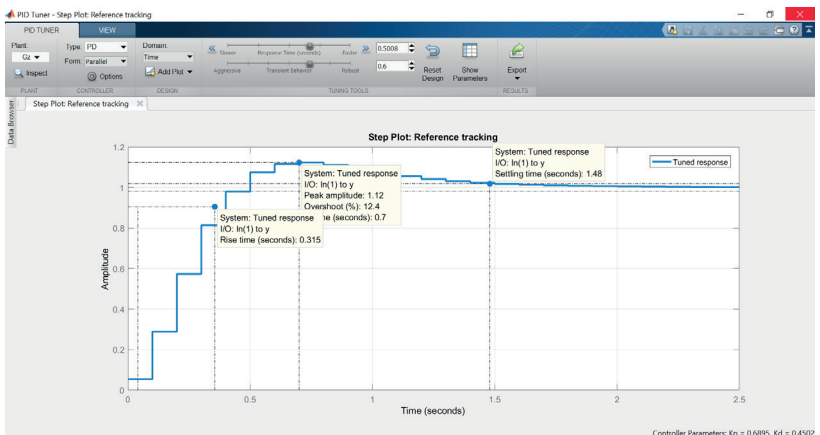 PID Tuner - Step Plot: Reference tracking
PID TUNER VIEW
Plant:
Gz
Inspect
PLANT
Type: PD
Form: Parallel
Options
CONTROLLER
Domain:
Time
Add Plot
DESIGN
Slower Response Time (seconds) Faster 0.5008
Aggressive Transient Behavior Robust 0.6
Reset Design
Show Parameters
TUNING TOOLS
Export
RESULTS
Data Browser
Step Plot: Reference tracking
Step Plot: Reference tracking
Tuned response
System: Tuned response
I/O: In(1) to y
Settling time (seconds): 1.48
System: Tuned response
I/O: In(1) to y
Peak amplitude: 1.12
Overshoot (%): 12.4
me (seconds): 0.7
System: Tuned response
I/O: In(1) to y
Rise time (seconds): 0.315
Amplitude
1.2
1
0.8
0.6
0.4
0.2
0
0 0.5 1 1.5 2 2.5
Time (seconds)
Controller Parameters: Kp = 0.6895, Kd = 0.4502